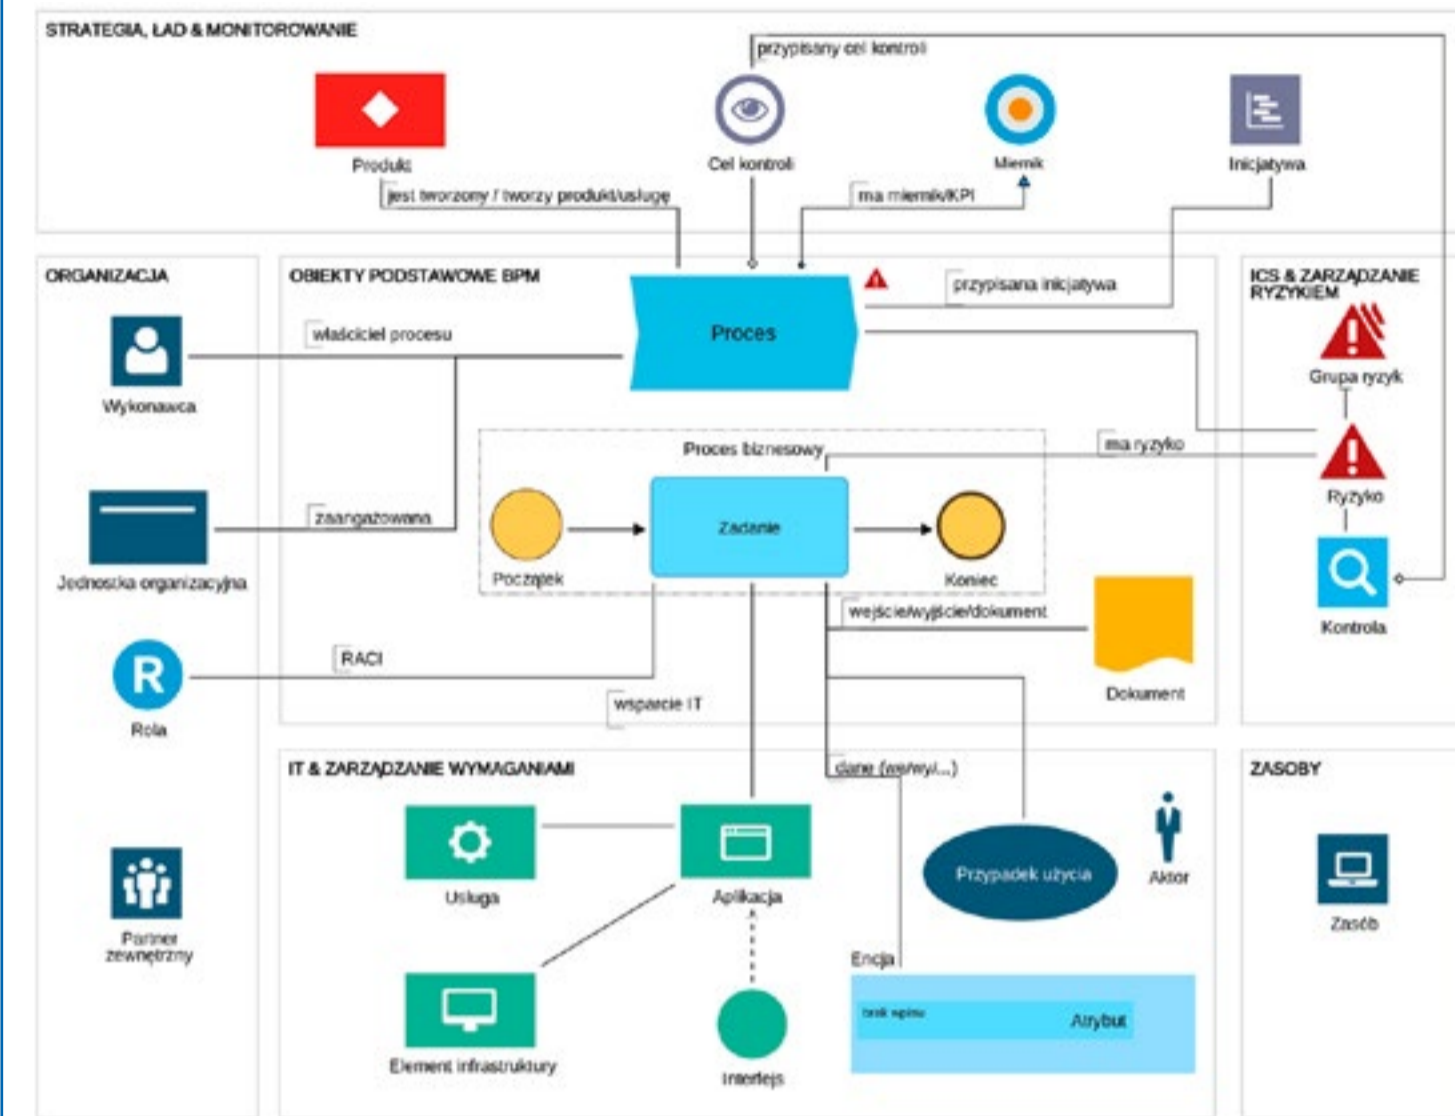 STRATEGIA, ŁAD & MONITOROWANIE
przypisany cel kontroli
Produkt
Cel kontroli
Miernik
Inicjatywa
jest tworzony / tworzy produkt/usługę
ma miernik/KPI
ORGANIZACJA
OBIEKTY PODSTAWOWE BPM
ICS & ZARZĄDZANIE
RYZYKIEM
przypisana inicjatywa
właściciel procesu
Proces
Wykonawca
Grupa ryzyk
Proces biznesowy
ma ryzyko
Ryzyko
zaangażowana
Zadanie
Początek
Koniec
Jednostka organizacyjna
wejście/wyjście/dokument
Kontrola
RACI
R
Rola
wsparcie IT
Dokument
IT & ZARZĄDZANIE WYMAGANIAMI
dane (we/wy/...)
ZASOBY
Przypadek użycia
Aktor
Usługa
Aplikacja
Zasób
Partner
zewnętrzny
Encja
brak wpisu
Atrybut
Element infrastruktury
Interfejs